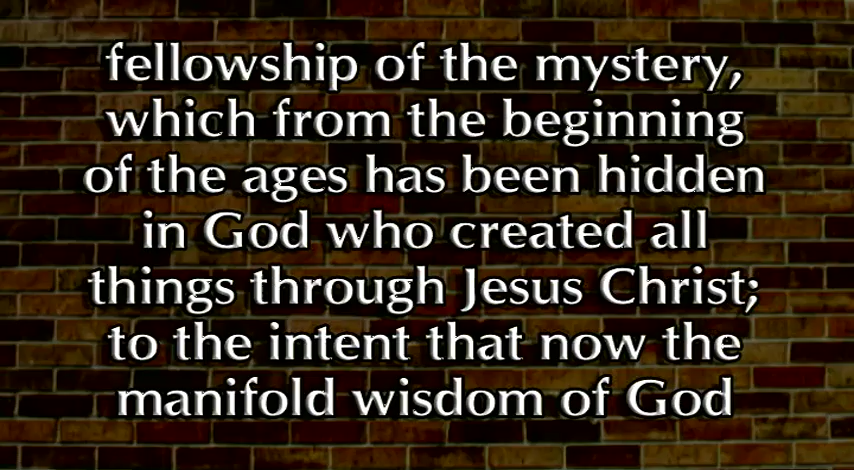 fellowship of the mystery,
which from the beginning
of the ages has been hidden
in God who created all
things through Jesus Christ;
to the intent that now the
manifold wisdom of God